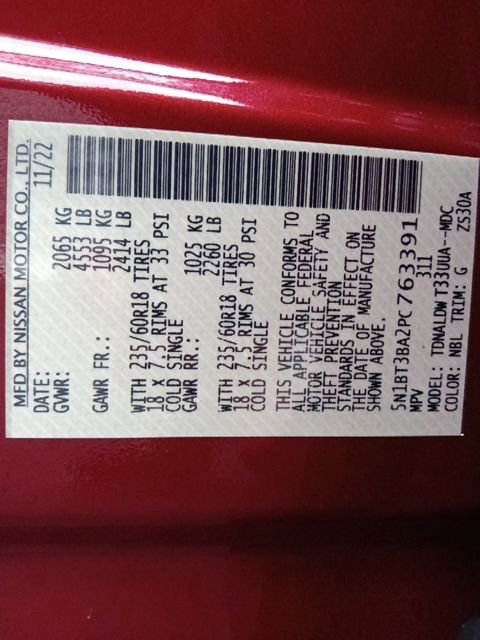 MFD BY NISSAN MOTOR CO., LTD.
DATE: 11/22
GVWR: 2065 KG
4553 LB
GAWR FR.: 1095 KG
2414 LB
WITH 235/60R18 TIRES
18 x 7.5 RIMS AT 33 PSI
COLD SINGLE
GAWR RR.: 1025 KG
2260 LB
WITH 235/60R18 TIRES
18 x 7.5 RIMS AT 30 PSI
COLD SINGLE
THIS VEHICLE CONFORMS TO
ALL APPLICABLE FEDERAL
MOTOR VEHICLE SAFETY AND
THEFT PREVENTION
STANDARDS IN EFFECT ON
THE DATE OF MANUFACTURE
SHOWN ABOVE.
5N1BT3BA2PC763391
MPV 311
MODEL: TDNALDW T33UUA--MDC
COLOR: NBL TRIM: G ZS30A